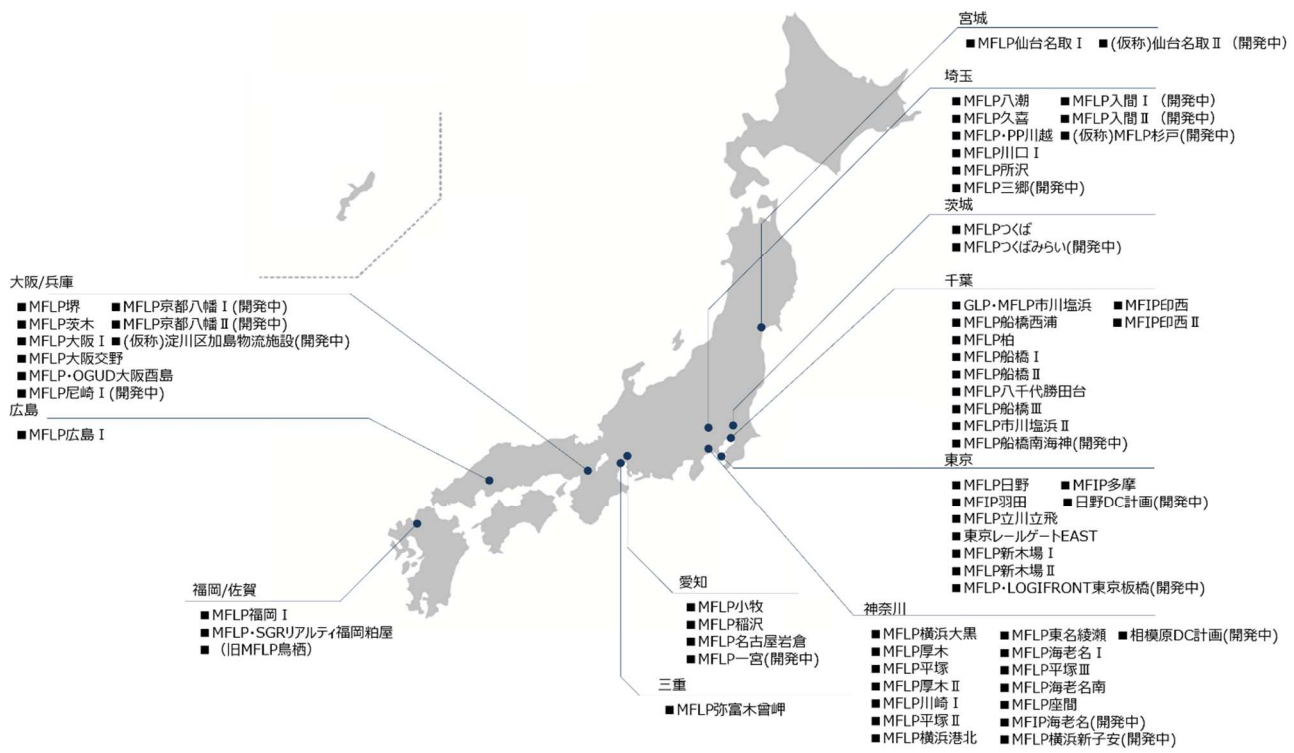 宮城
■MFLP仙台名取Ⅰ ■(仮称)仙台名取Ⅱ（開発中）
埼玉
■MFLP八潮 ■MFLP入間Ⅰ（開発中）
■MFLP久喜 ■MFLP入間Ⅱ（開発中）
■MFLP・PP川越 ■(仮称)MFLP杉戸(開発中)
■MFLP川口Ⅰ
■MFLP所沢
■MFLP三郷(開発中)
茨城
■MFLPつくば
■MFLPつくばみらい(開発中)
千葉
■GLP・MFLP市川塩浜 ■MFIP印西
■MFLP船橋西浦 ■MFIP印西Ⅱ
■MFLP柏
■MFLP船橋Ⅰ
■MFLP船橋Ⅱ
■MFLP八千代勝田台
■MFLP船橋Ⅲ
■MFLP市川塩浜Ⅱ
■MFLP船橋南海神(開発中)
東京
■MFLP日野 ■MFIP多摩
■MFIP羽田 ■日野DC計画(開発中)
■MFLP立川立飛
■東京レールゲートEAST
■MFLP新木場Ⅰ
■MFLP新木場Ⅱ
■MFLP・LOGIFRONT東京板橋(開発中)
神奈川
■MFLP横浜大黒 ■MFLP東名綾瀬 ■相模原DC計画(開発中)
■MFLP厚木 ■MFLP海老名Ⅰ
■MFLP平塚 ■MFLP平塚Ⅲ
■MFLP厚木Ⅱ ■MFLP海老名南
■MFLP川崎Ⅰ ■MFLP座間
■MFLP平塚Ⅱ ■MFIP海老名(開発中)
■MFLP横浜港北 ■MFLP横浜新子安(開発中)
大阪/兵庫
■MFLP堺 ■MFLP京都八幡Ⅰ(開発中)
■MFLP茨木 ■MFLP京都八幡Ⅱ(開発中)
■MFLP大阪Ⅰ ■(仮称)淀川区加島物流施設(開発中)
■MFLP大阪交野
■MFLP・OGUD大阪酉島
■MFLP尼崎Ⅰ(開発中)
広島
■MFLP広島Ⅰ
福岡/佐賀
■MFLP福岡Ⅰ
■MFLP・SGRリアルティ福岡粕屋
■（旧MFLP鳥栖）
愛知
■MFLP小牧
■MFLP稲沢
■MFLP名古屋岩倉
■MFLP一宮(開発中)
三重
■MFLP弥富木曾岬